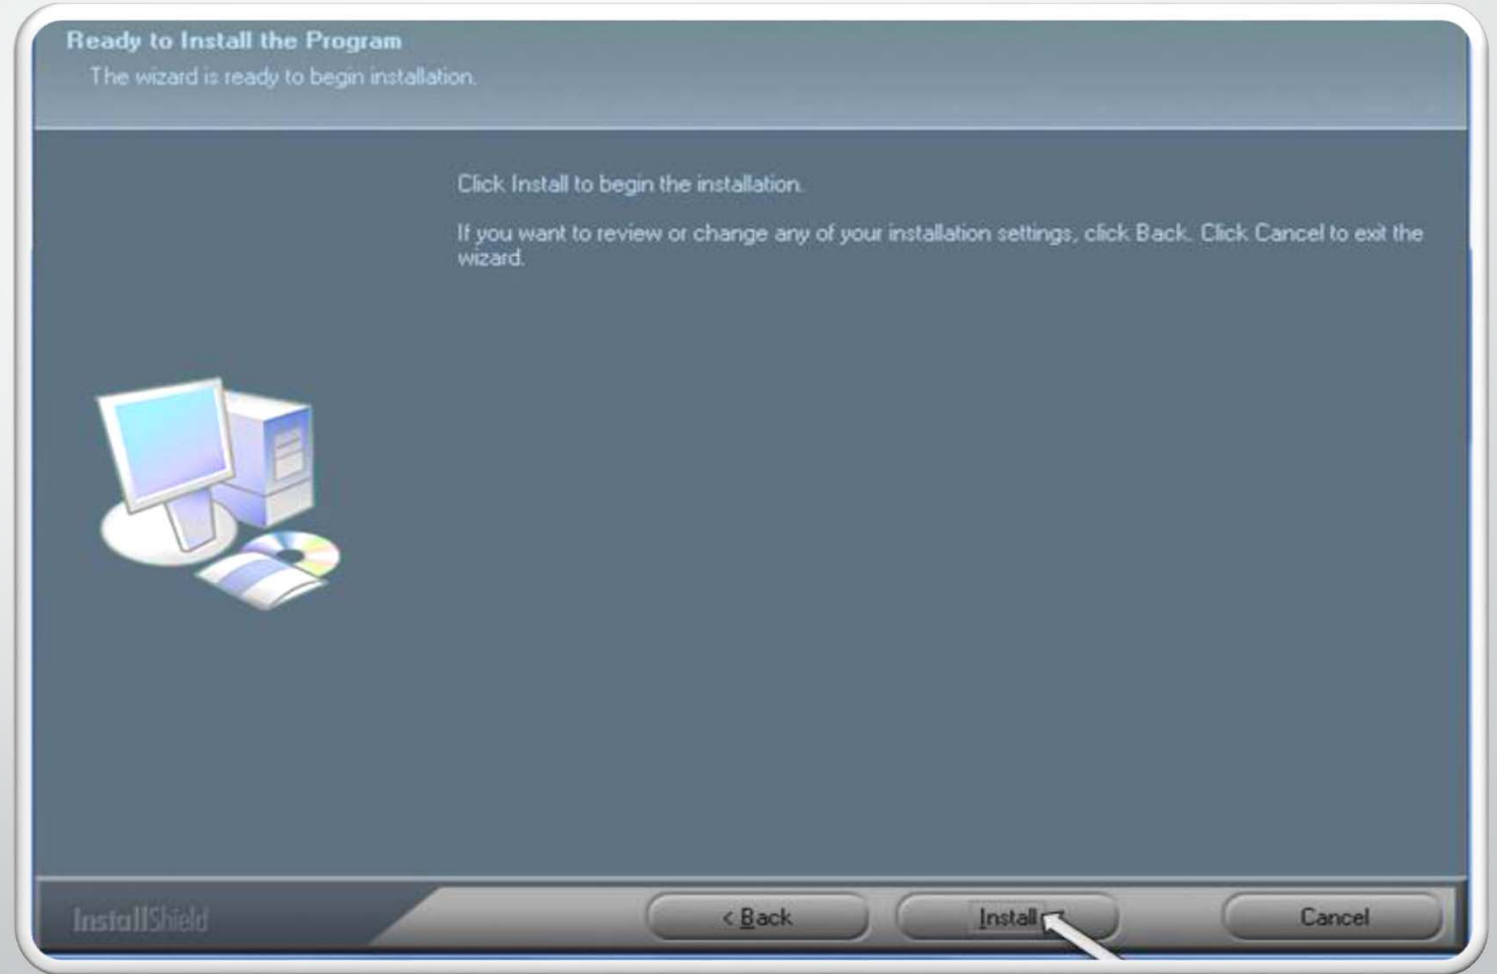 Ready to Install the Program
The wizard is ready to begin installation.
Click Install to begin the installation.
If you want to review or change any of your installation settings, click Back. Click Cancel to exit the
wizard.
InstallShield
< Back
Install
Cancel